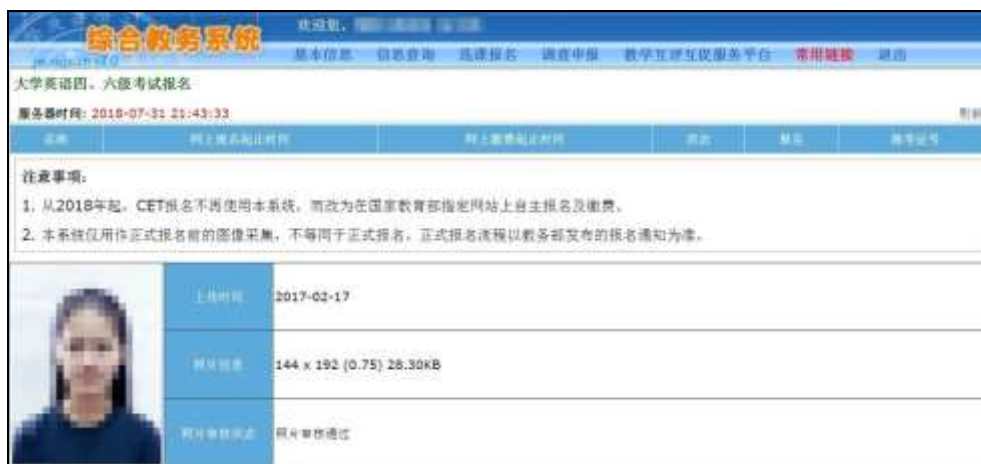 综合教务系统
欢迎您,
基本信息 信息查询 选课报名 调查申报 教学互评互促服务平台 常用链接 退出
大学英语四、六级考试报名
服务器时间: 2018-07-31 21:43:33
名称 网上报名起止时间 网上缴费起止时间 状态 报名 准考证号
注意事项:
1. 从2018年起,CET报名不再使用本系统,而改为在国家教育部指定网站上自主报名及缴费。
2. 本系统仅用作正式报名前的图像采集,不等同于正式报名,正式报名流程以教务部发布的报名通知为准。
上传时间 2017-02-17
照片信息 144 x 192 (0.75) 28.30KB
照片审核状态 照片审核通过